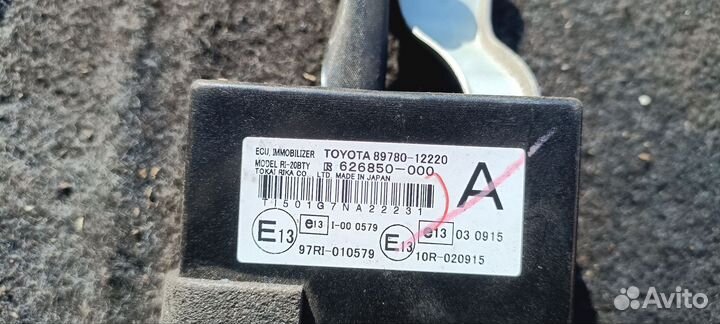 ECU, IMMOBILIZER TOYOTA 89780-12220
MODEL RI-20BTY 626850-000
TOKAI RIKA CO., LTD. MADE IN JAPAN
A
TI501G7NA22231
E13 e13 I-00 0579
97RI-010579
E13 e13 03 0915
10R-020915
Avito